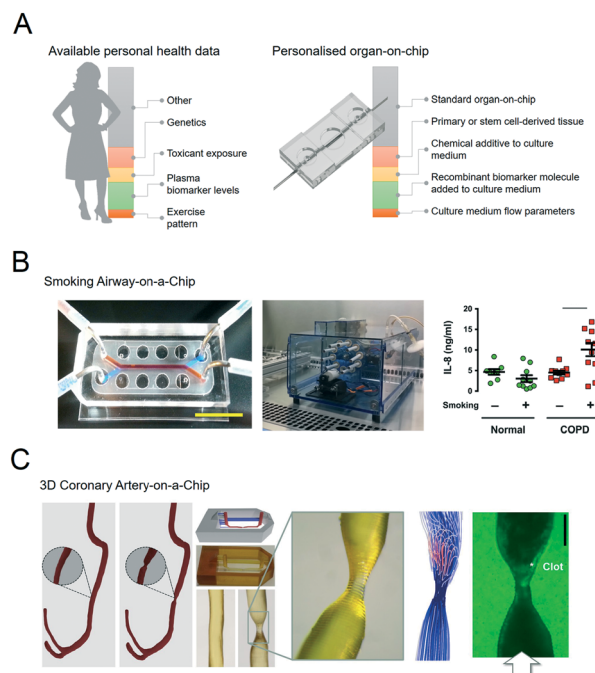 A
Available personal health data
Personalised organ-on-chip
Other
Genetics
Toxicant exposure
Plasma
biomarker levels
Exercise
pattern
Standard organ-on-chip
Primary or stem cell-derived tissue
Chemical additive to culture
medium
Recombinant biomarker molecule
added to culture medium
Culture medium flow parameters
B
Smoking Airway-on-a-Chip
IL-8 (ng/ml)
20
15
10
5
0
Smoking – + – +
Normal COPD
C
3D Coronary Artery-on-a-Chip
* Clot